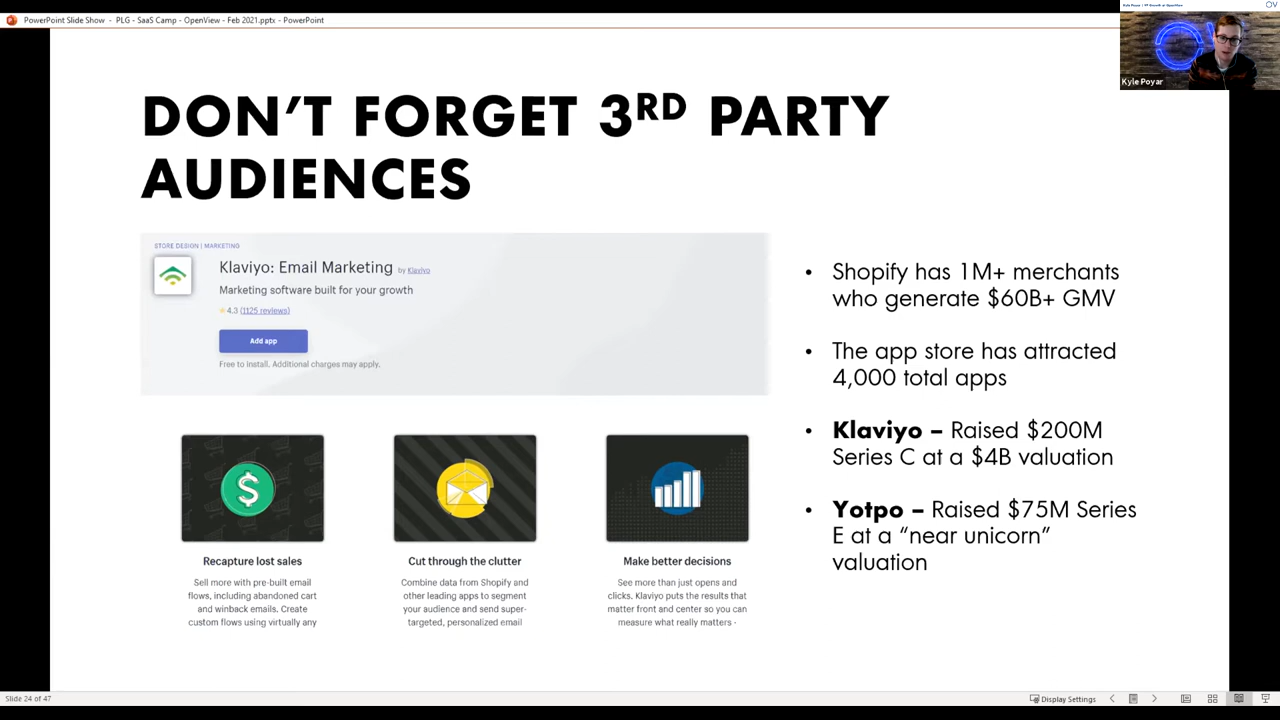 PowerPoint Slide Show - PLG - SaaS Camp - OpenView - Feb 2021.pptx - PowerPoint
Kyle Poyar | VP Growth at OpenView
OV
Kyle Poyar
DON'T FORGET 3RD PARTY
AUDIENCES
STORE DESIGN | MARKETING
Klaviyo: Email Marketing by Klaviyo
Marketing software built for your growth
4.3 (1125 reviews)
Add app
Free to install. Additional charges may apply.
Recapture lost sales
Sell more with pre-built email
flows, including abandoned cart
and winback emails. Create
custom flows using virtually any
Cut through the clutter
Combine data from Shopify and
other leading apps to segment
your audience and send super-
targeted, personalized email
Make better decisions
See more than just opens and
clicks. Klaviyo puts the results that
matter front and center so you can
measure what really matters -
• Shopify has 1M+ merchants
who generate $60B+ GMV
• The app store has attracted
4,000 total apps
• Klaviyo – Raised $200M
Series C at a $4B valuation
• Yotpo – Raised $75M Series
E at a “near unicorn”
valuation
Slide 24 of 47
Display Settings